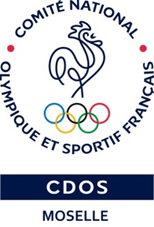 COMITÉ NATIONAL
OLYMPIQUE ET SPORTIF FRANÇAIS
CDOS
MOSELLE